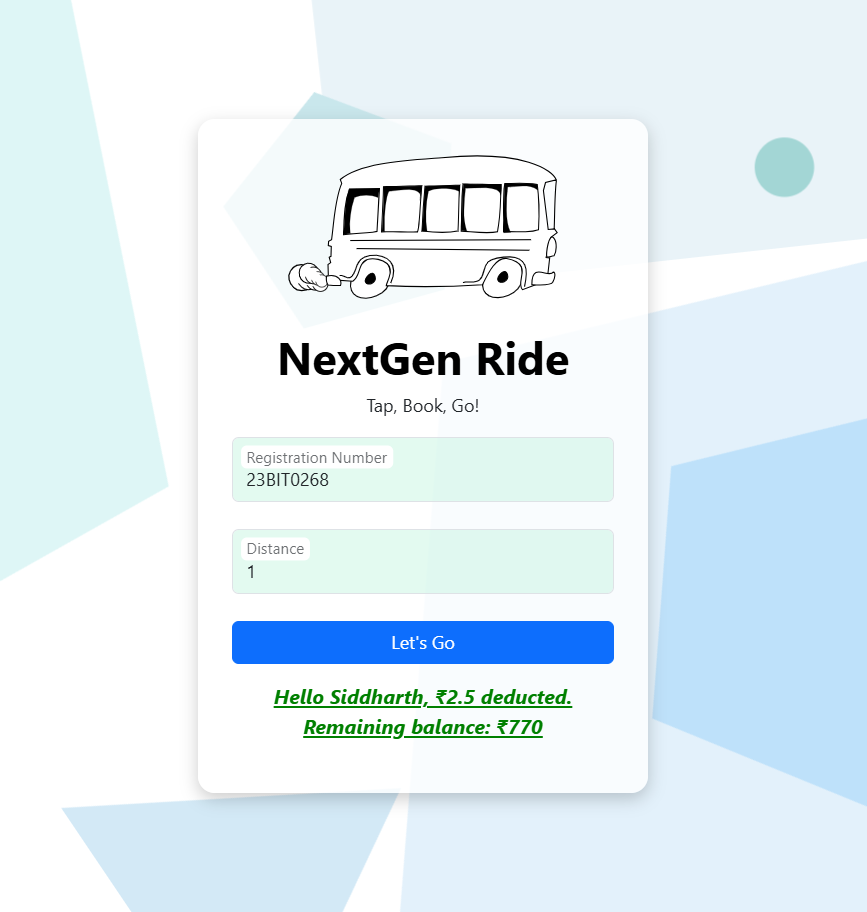 NextGen Ride
Tap, Book, Go!
Registration Number
23BIT0268
Distance
1
Let's Go
Hello Siddharth, ₹2.5 deducted.
Remaining balance: ₹770